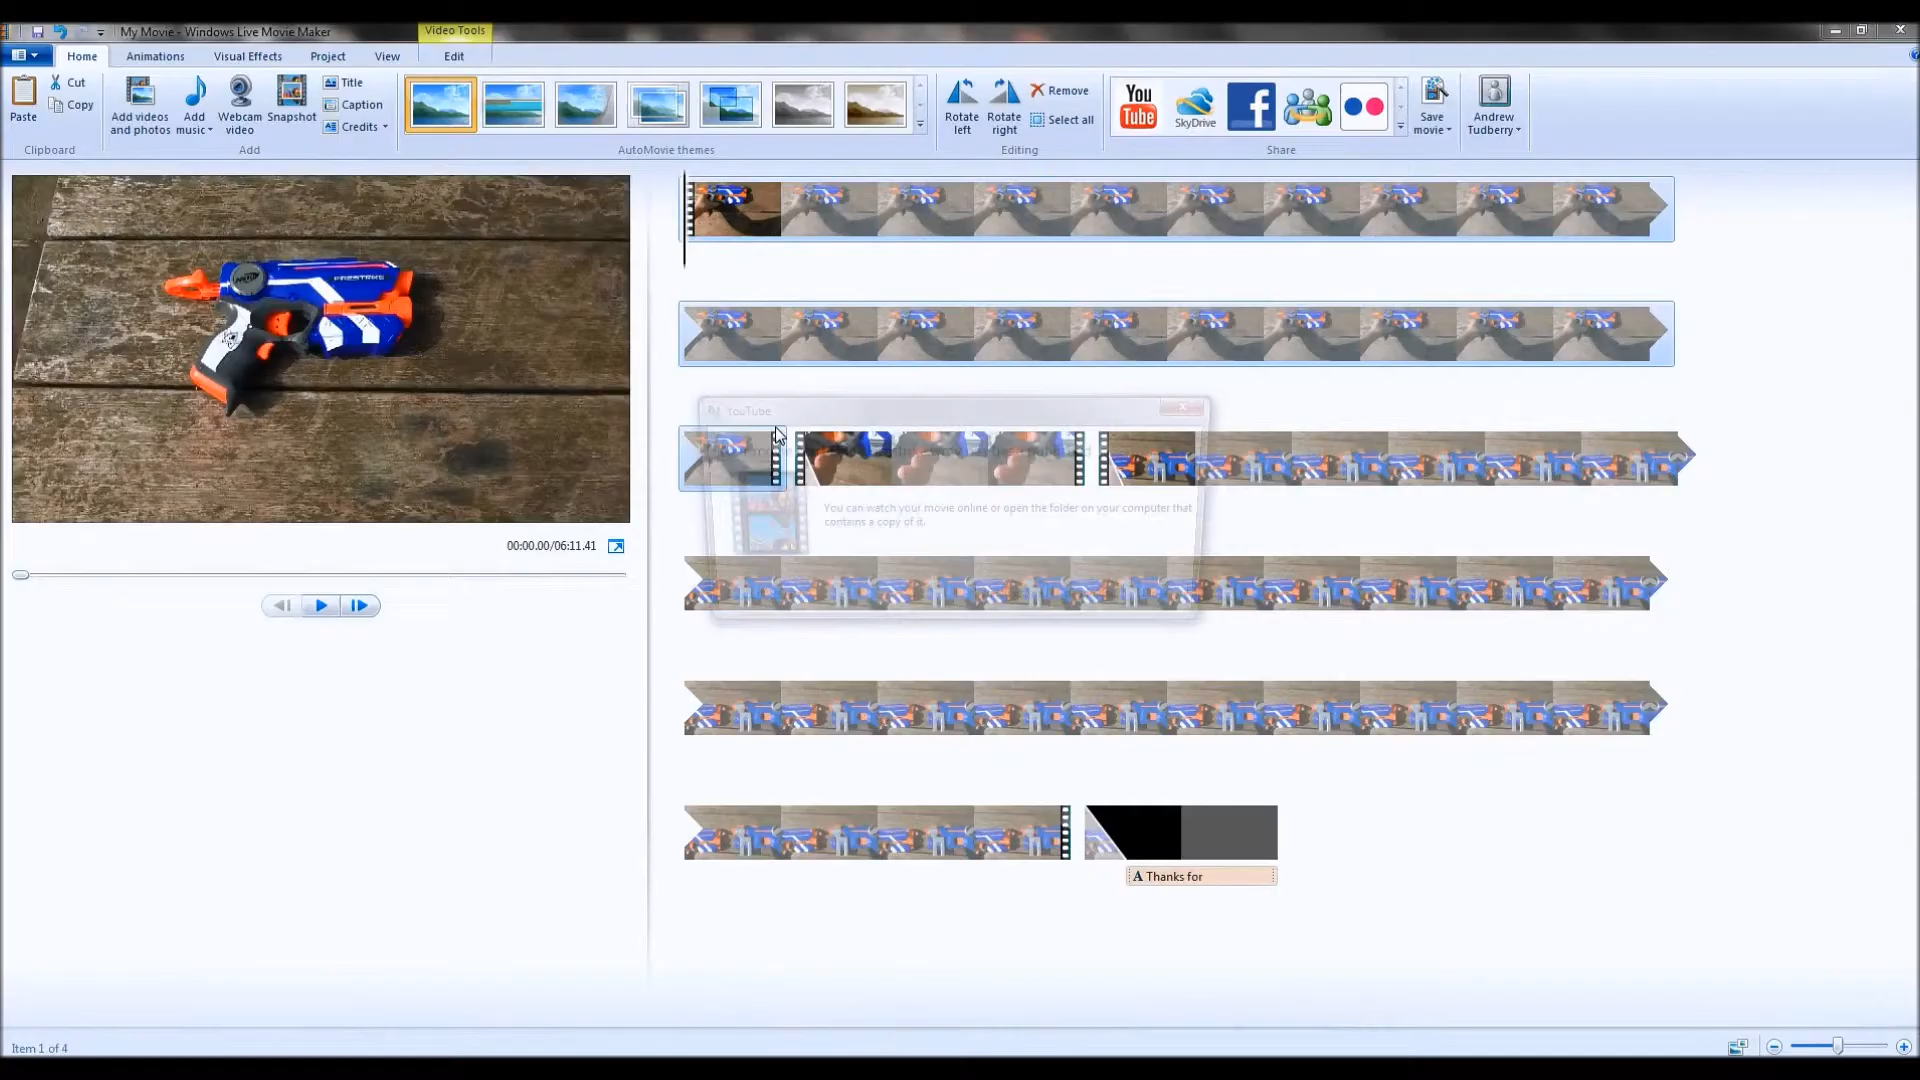 My Movie - Windows Live Movie Maker
Video Tools
Home
Animations
Visual Effects
Project
View
Edit
Paste
Cut
Copy
Clipboard
Add videos
and photos
Add
music
Webcam
video
Snapshot
Title
Caption
Credits
Add
AutoMovie themes
Rotate
left
Rotate
right
Remove
Select all
Editing
You
Tube
SkyDrive
Share
Save
movie
Andrew
Tudberry
FIRESTRIKE
00:00.00/06:11.41
YouTube
You can watch your movie online or open the folder on your computer that
contains a copy of it.
A Thanks for
Item 1 of 4